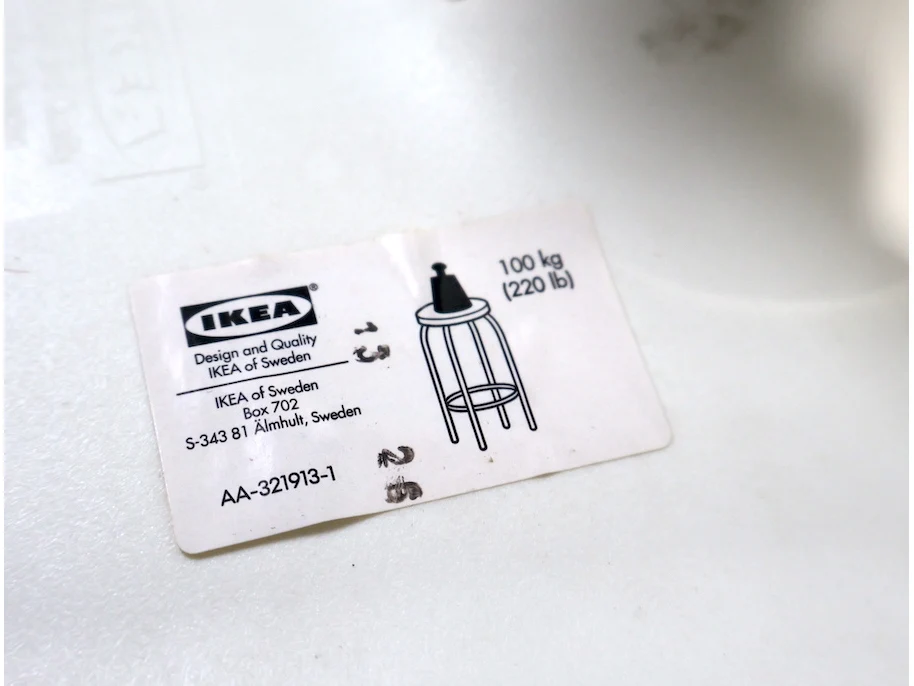 IKEA®
Design and Quality
IKEA of Sweden
IKEA of Sweden
Box 702
S-343 81 Älmhult, Sweden
AA-321913-1
100 kg
(220 lb)